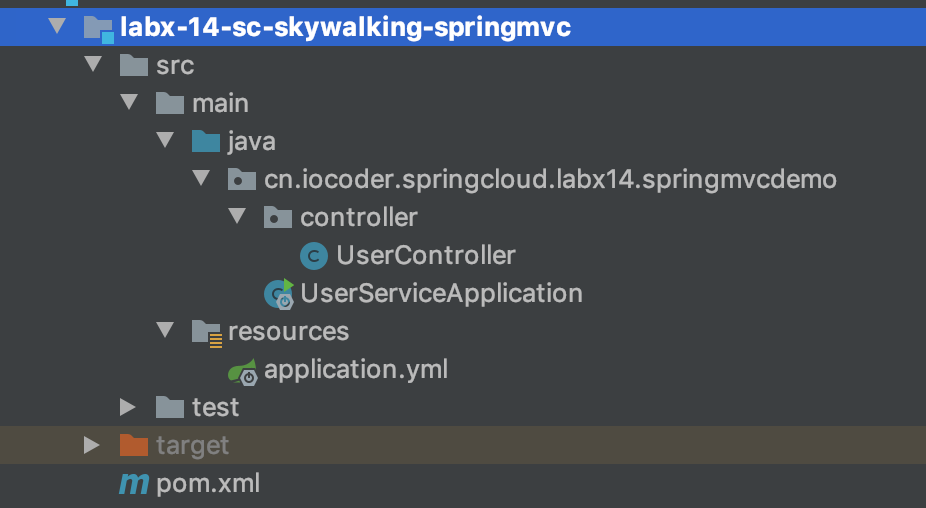 labx-14-sc-skywalking-springmvc
src
main
java
cn.iocoder.springcloud.labx14.springmvcdemo
controller
UserController
UserServiceApplication
resources
application.yml
test
target
pom.xml